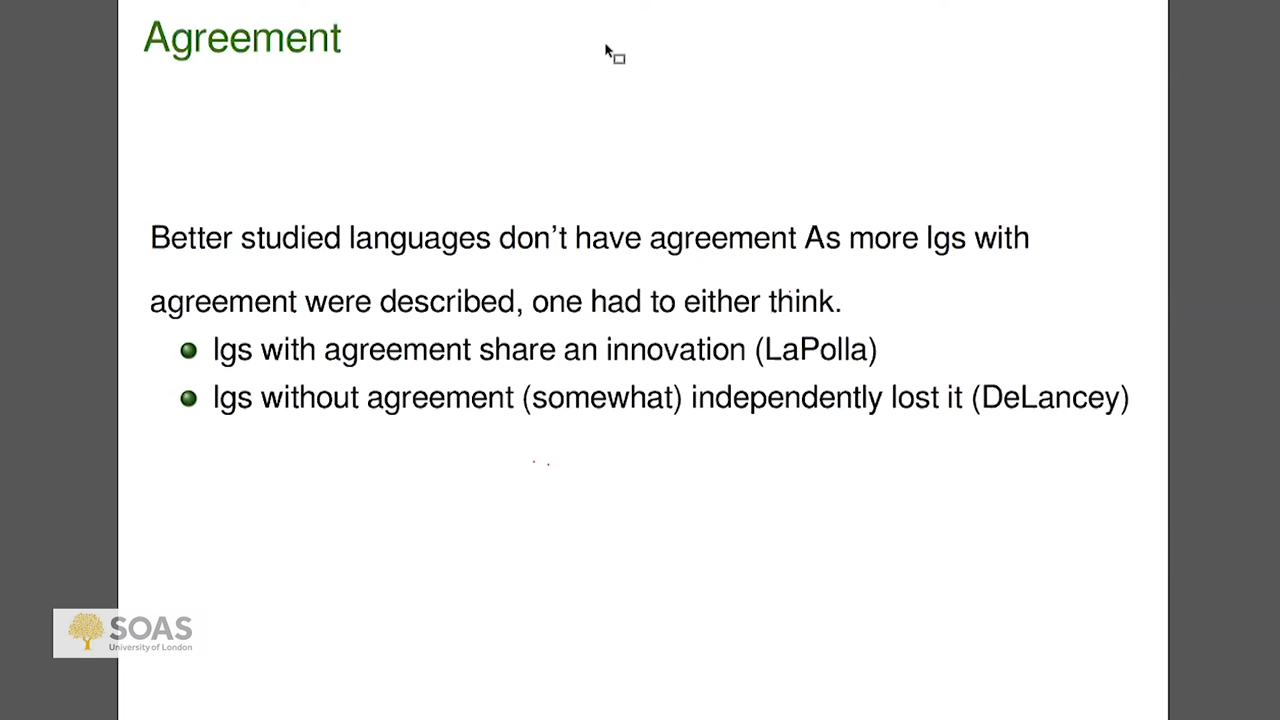 Agreement
Better studied languages don't have agreement As more lgs with
agreement were described, one had to either think.
lgs with agreement share an innovation (LaPolla)
lgs without agreement (somewhat) independently lost it (DeLancey)
SOAS
University of London